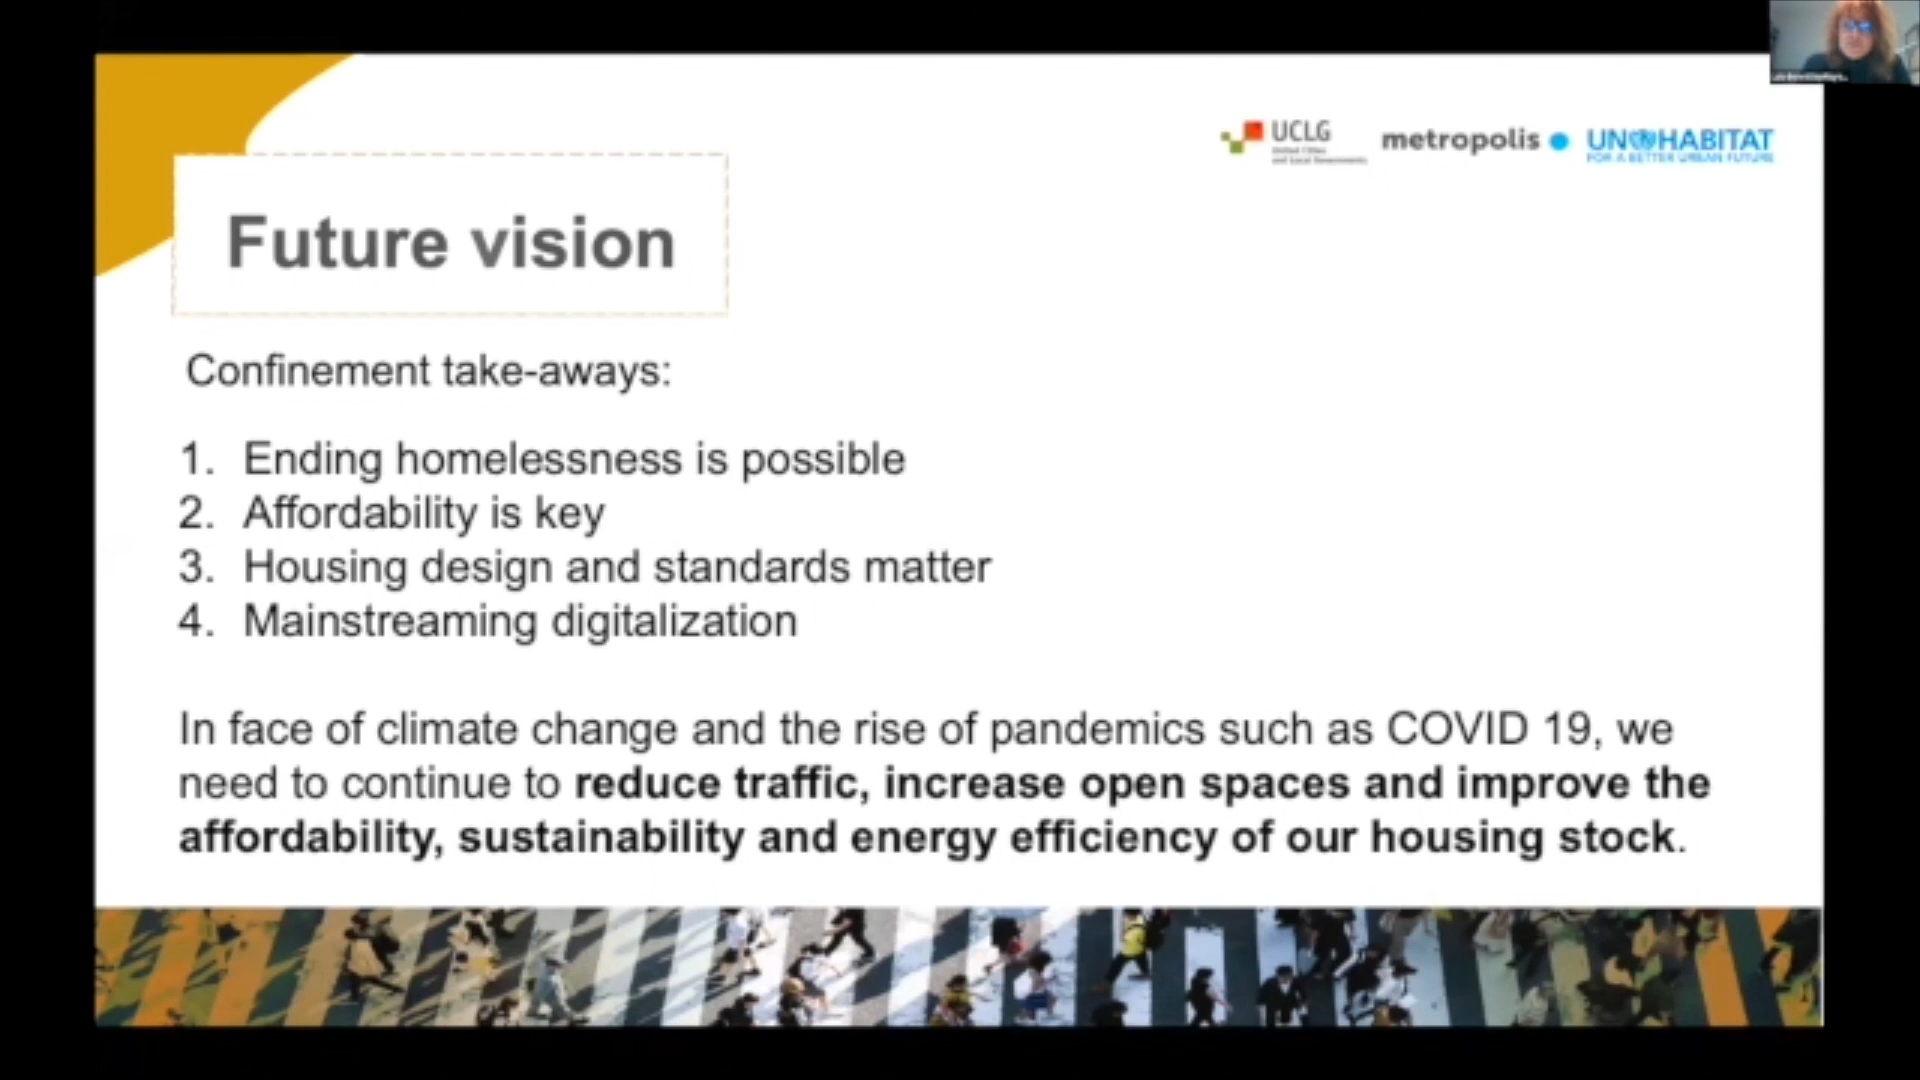 UCLG
United Cities
and Local Governments
metropolis
UN HABITAT
FOR A BETTER URBAN FUTURE
Future vision
Confinement take-aways:
1. Ending homelessness is possible
2. Affordability is key
3. Housing design and standards matter
4. Mainstreaming digitalization
In face of climate change and the rise of pandemics such as COVID 19, we
need to continue to reduce traffic, increase open spaces and improve the
affordability, sustainability and energy efficiency of our housing stock.